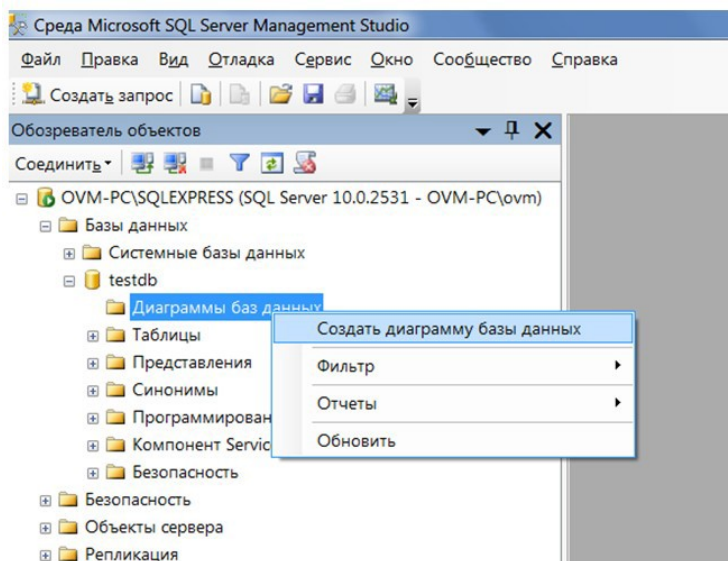 Среда Microsoft SQL Server Management Studio
Файл Правка Вид Отладка Сервис Окно Сообщество Справка
Создать запрос
Обозреватель объектов
Соединить
OVM-PC\SQLEXPRESS (SQL Server 10.0.2531 - OVM-PC\ovm)
Базы данных
Системные базы данных
testdb
Диаграммы баз данных
Создать диаграмму базы данных
Таблицы
Представления
Фильтр
Синонимы
Отчеты
Программирован
Компонент Servic
Обновить
Безопасность
Безопасность
Объекты сервера
Репликация